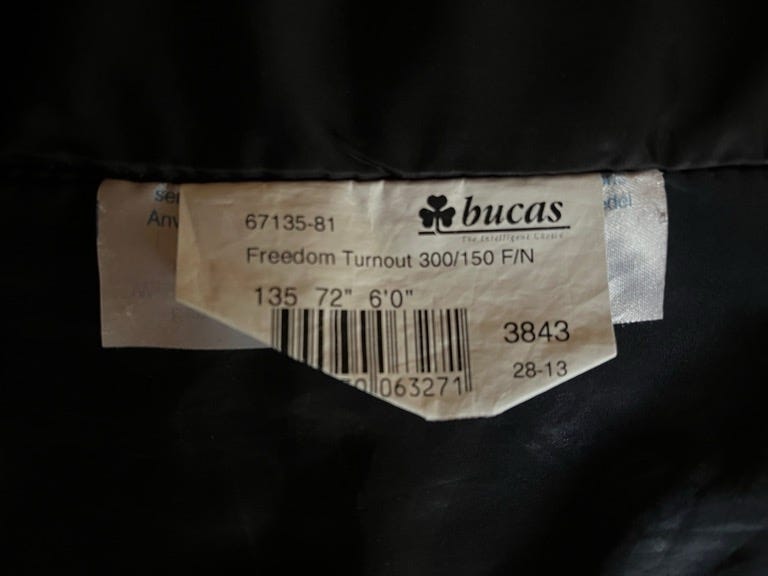 67135-81
bucas
The Intelligent Choice
Freedom Turnout 300/150 F/N
135 72" 6'0"
3843
063271
28-13